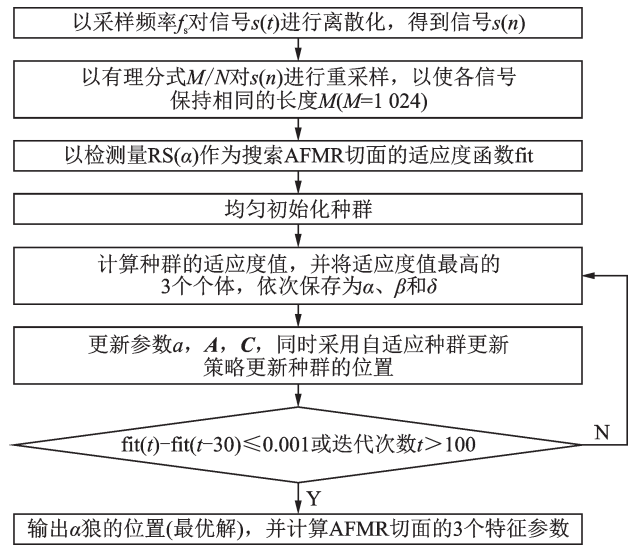 以采样频率fs对信号s(t)进行离散化，得到信号s(n)
以有理分式M/N对s(n)进行重采样，以使各信号
保持相同的长度M(M=1 024)
以检测量RS(α)作为搜索AFMR切面的适应度函数fit
均匀初始化种群
计算种群的适应度值，并将适应度值最高的
3个个体，依次保存为α、β和δ
更新参数a，A，C，同时采用自适应种群更新
策略更新种群的位置
fit(t)−fit(t−30)≤0.001或迭代次数t＞100
N
Y
输出α狼的位置(最优解)，并计算AFMR切面的3个特征参数